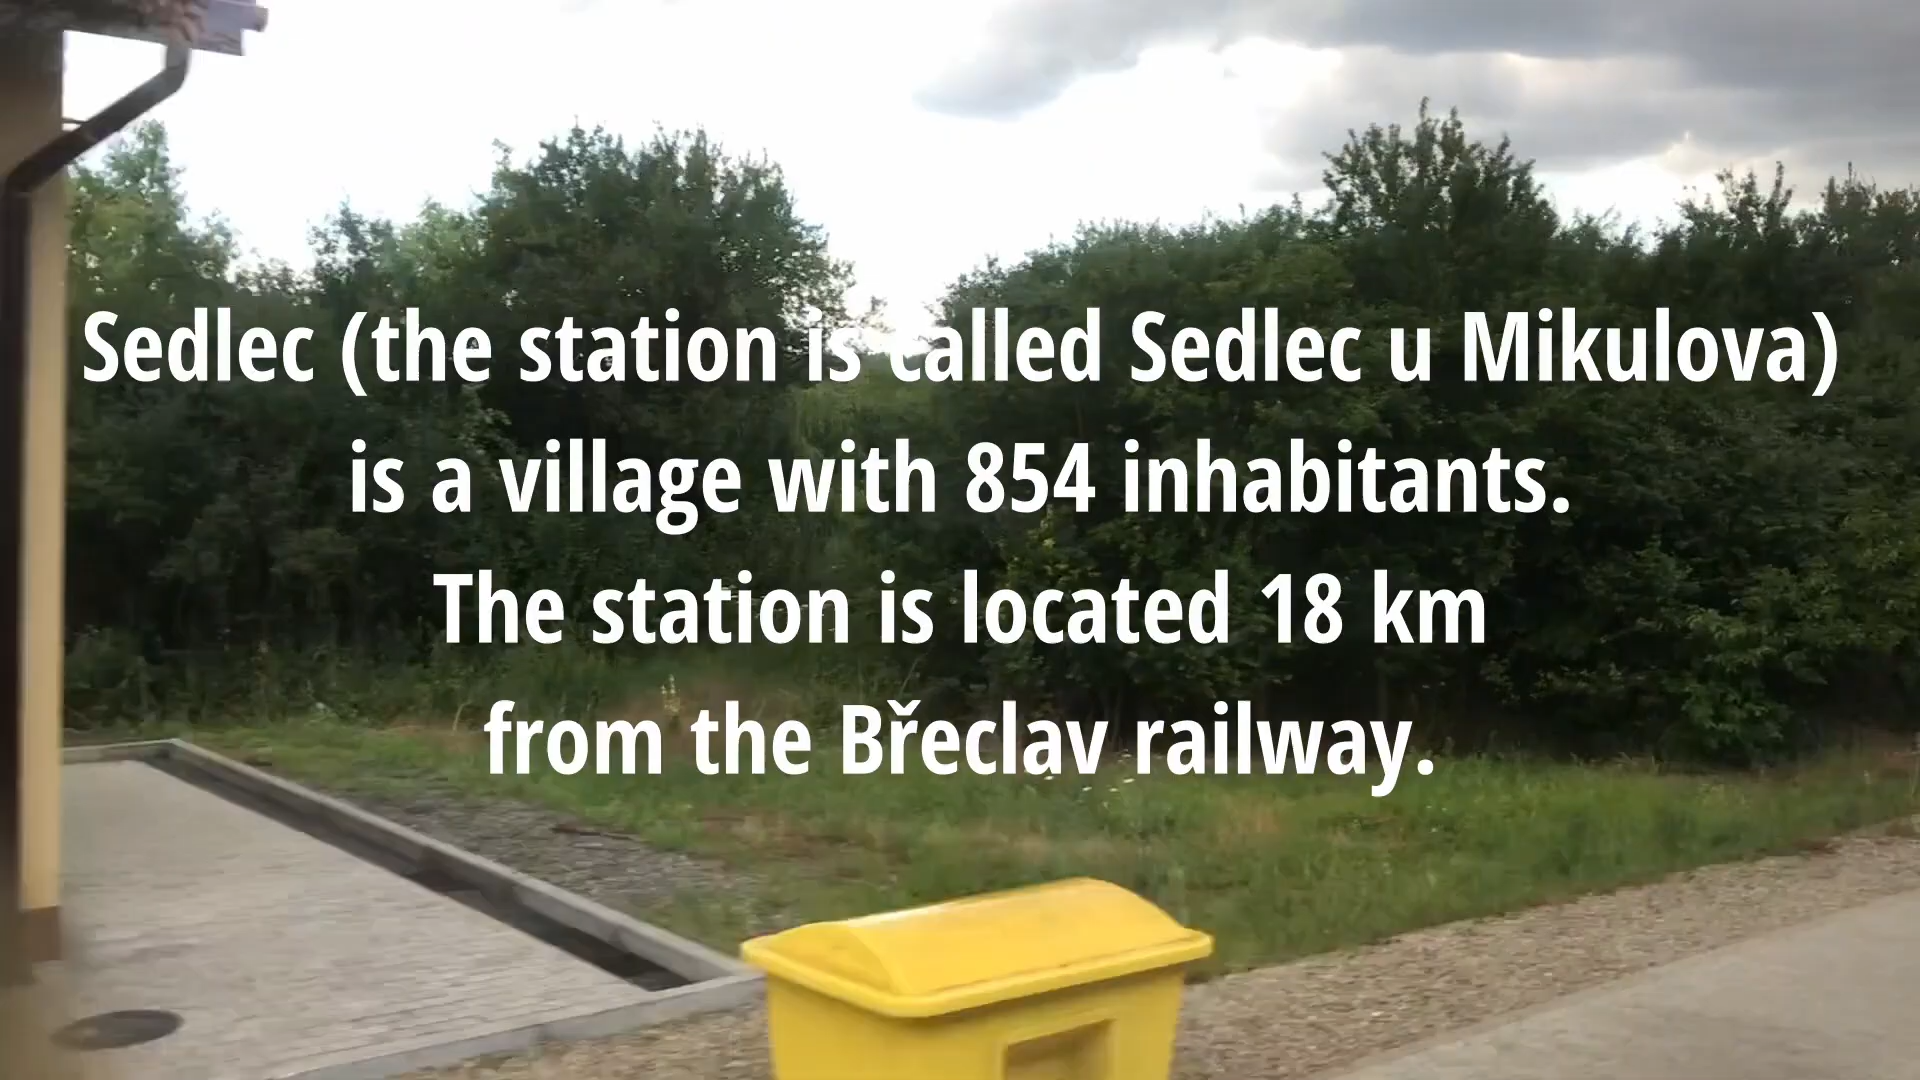 Sedlec (the station is called Sedlec u Mikulova)
is a village with 854 inhabitants.
The station is located 18 km
from the Břeclav railway.